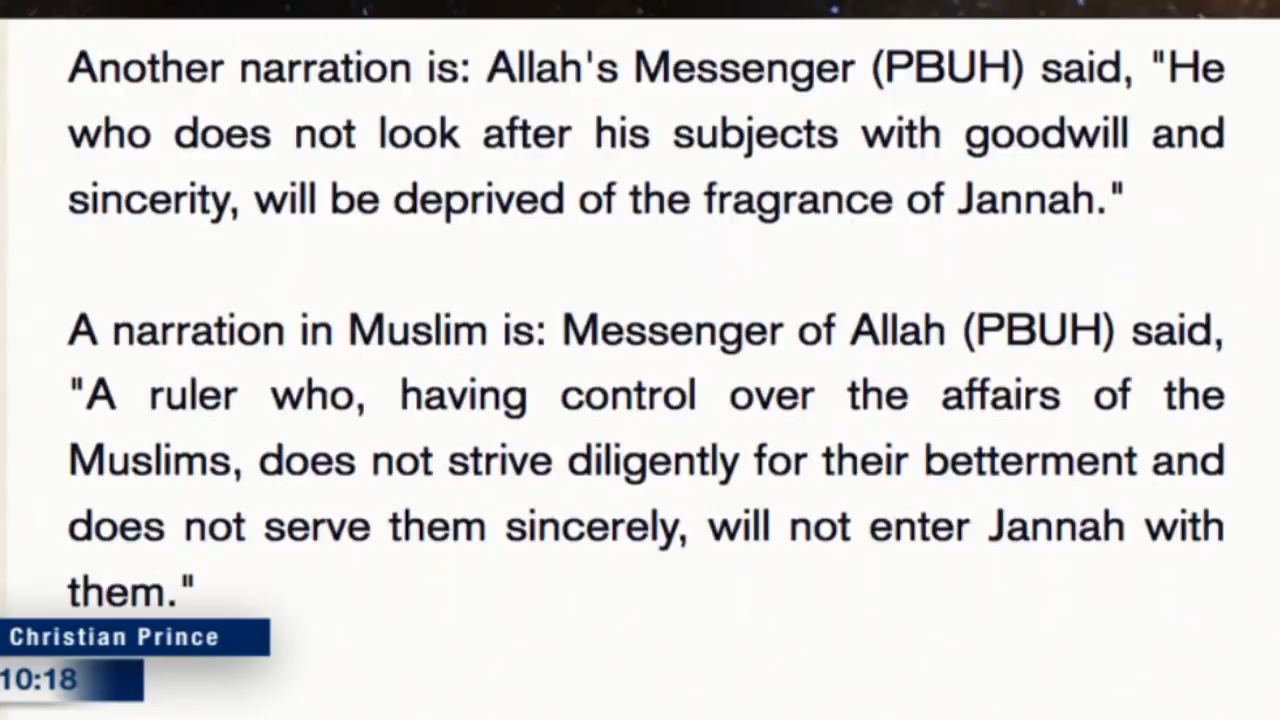 Another narration is: Allah's Messenger (PBUH) said, "He
who does not look after his subjects with goodwill and
sincerity, will be deprived of the fragrance of Jannah."
A narration in Muslim is: Messenger of Allah (PBUH) said,
"A ruler who, having control over the affairs of the
Muslims, does not strive diligently for their betterment and
does not serve them sincerely, will not enter Jannah with
them."
Christian Prince
10:18